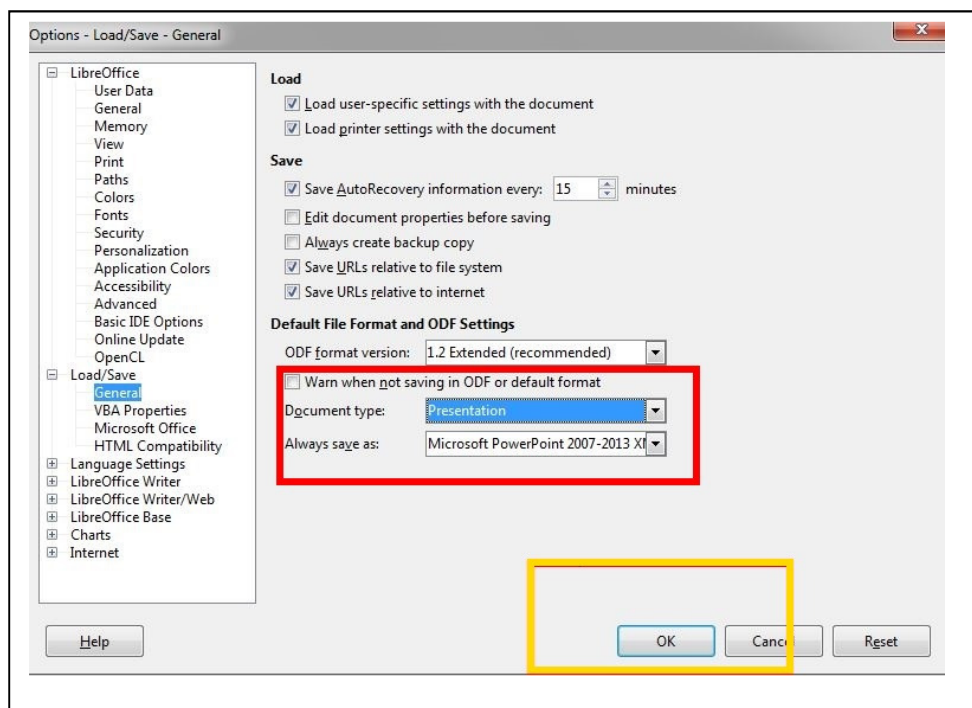 Options - Load/Save - General
LibreOffice
User Data
General
Memory
View
Print
Paths
Colors
Fonts
Security
Personalization
Application Colors
Accessibility
Advanced
Basic IDE Options
Online Update
OpenCL
Load/Save
General
VBA Properties
Microsoft Office
HTML Compatibility
Language Settings
LibreOffice Writer
LibreOffice Writer/Web
LibreOffice Base
Charts
Internet
Load
Load user-specific settings with the document
Load printer settings with the document
Save
Save AutoRecovery information every: 15 minutes
Edit document properties before saving
Always create backup copy
Save URLs relative to file system
Save URLs relative to internet
Default File Format and ODF Settings
ODF format version: 1.2 Extended (recommended)
Warn when not saving in ODF or default format
Document type: Presentation
Always save as: Microsoft PowerPoint 2007-2013
Help OK Cancel Reset